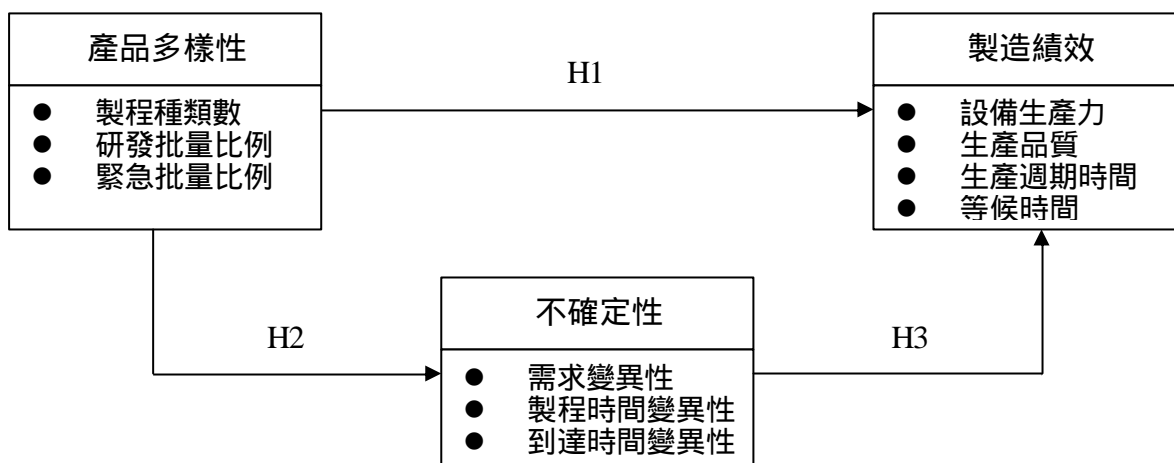 產品多樣性
● 製程種類數
● 研發批量比例
● 緊急批量比例
H1
製造績效
● 設備生產力
● 生產品質
● 生產週期時間
● 等候時間
H2
不確定性
● 需求變異性
● 製程時間變異性
● 到達時間變異性
H3